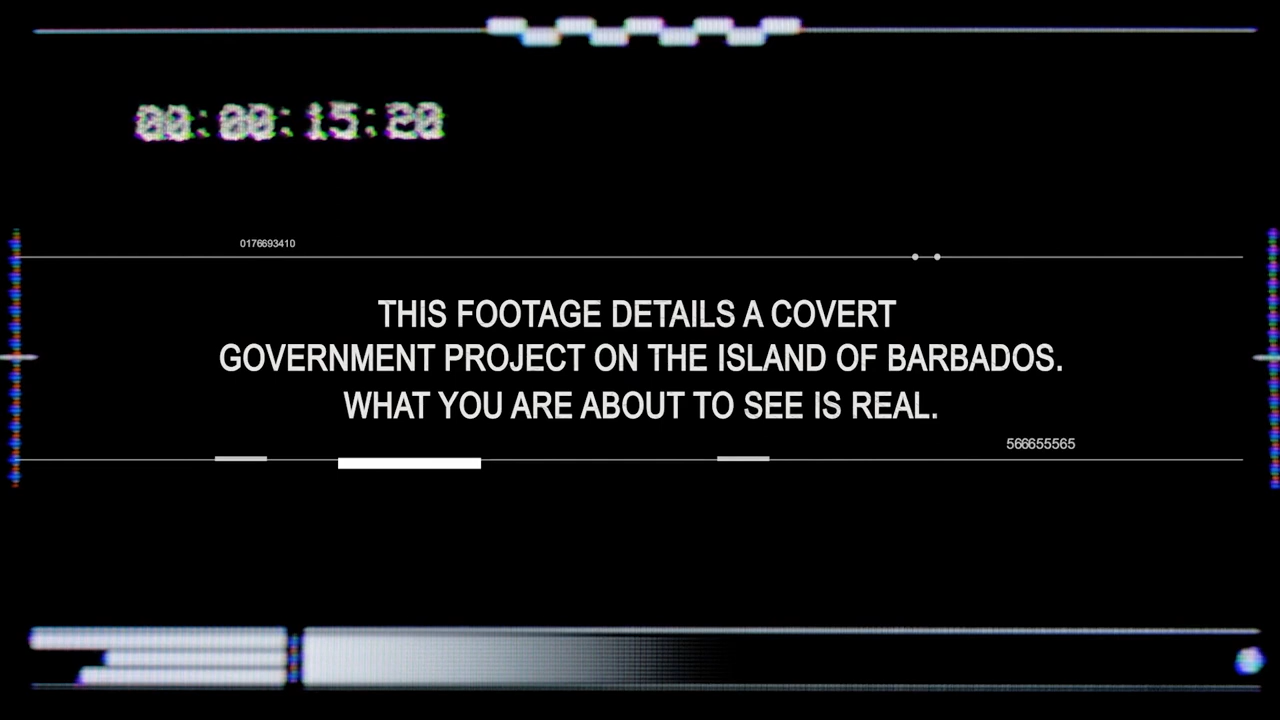 00:00:15:20
0176693410
THIS FOOTAGE DETAILS A COVERT
GOVERNMENT PROJECT ON THE ISLAND OF BARBADOS.
WHAT YOU ARE ABOUT TO SEE IS REAL.
566655565